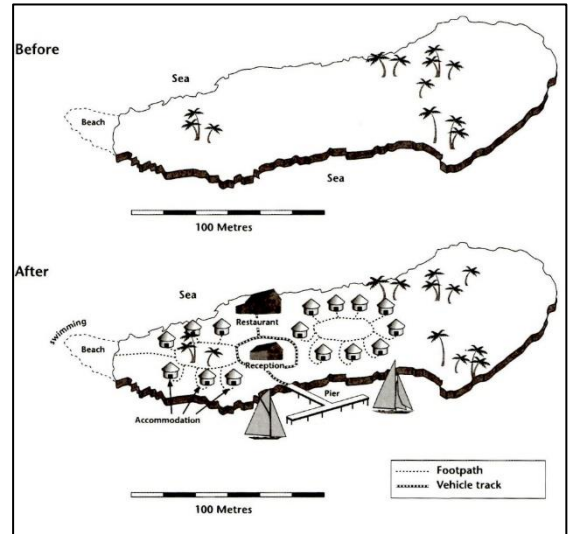 Before
Sea
Beach
Sea
100 Metres
After
Sea
Restaurant
swimming
Beach
Reception
Pier
Accommodation
Footpath
Vehicle track
100 Metres